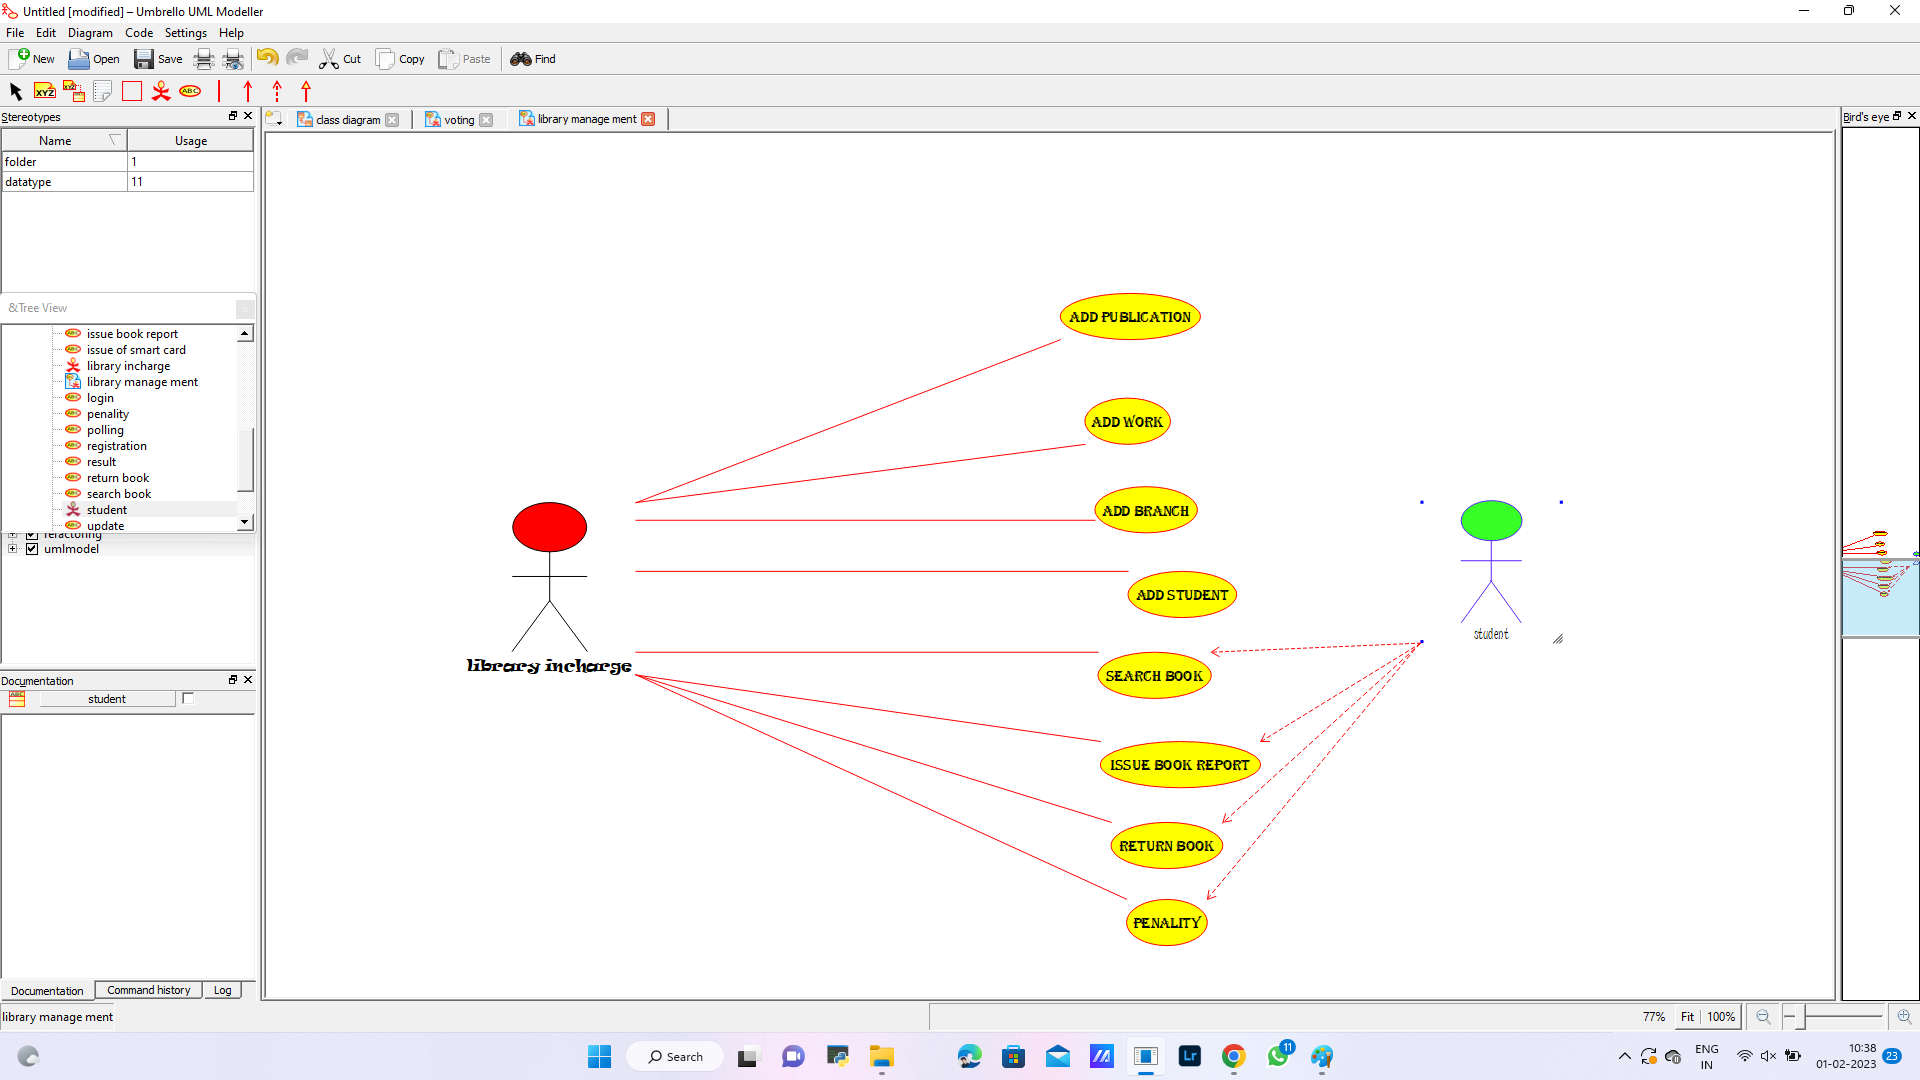 Untitled [modified] – Umbrello UML Modeller
File Edit Diagram Code Settings Help
New Open Save Cut Copy Paste Find
XYZ XYZ ABC
Stereotypes
Name Usage
folder 1
datatype 11
class diagram voting library manage ment
Bird's eye
&Tree View
issue book report
issue of smart card
library incharge
library manage ment
login
penality
polling
registration
result
return book
search book
student
update
refactoring
umlmodel
Documentation
student
Documentation Command history Log
ADD PUBLICATION
ADD WORK
ADD BRANCH
ADD STUDENT
library incharge
student
SEARCH BOOK
ISSUE BOOK REPORT
RETURN BOOK
PENALITY
library manage ment
77% Fit 100%
Search
Lr
11
ENG
IN
10:38
01-02-2023
23